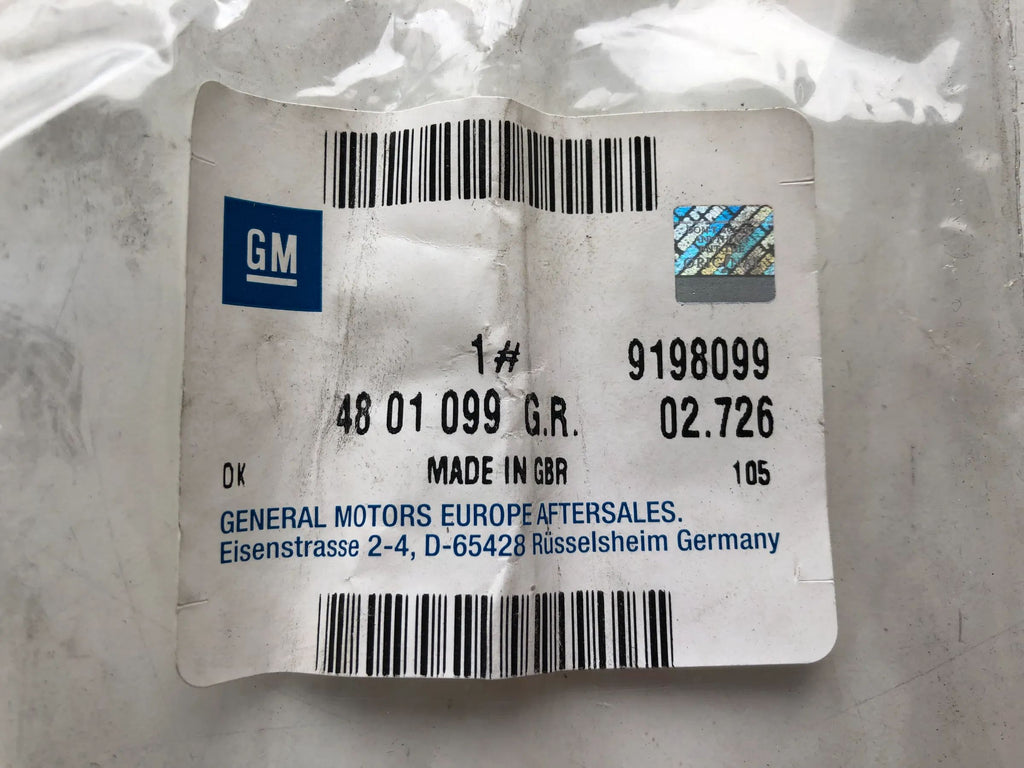 GM
1# 9198099
48 01 099 G.R. 02.726
OK MADE IN GBR 105
GENERAL MOTORS EUROPE AFTERSALES.
Eisenstrasse 2-4, D-65428 Rüsselsheim Germany